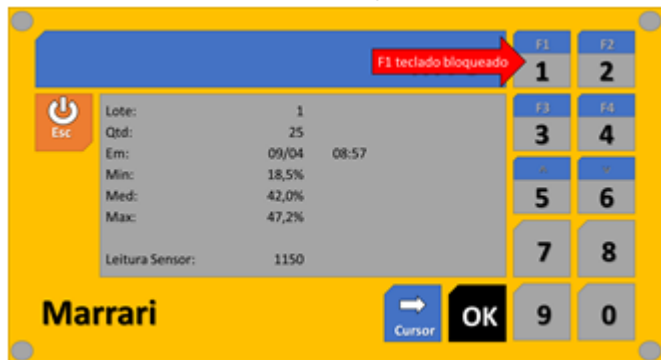 F1 teclado bloqueado
F1 F2
1 2
Esc
Lote: 1
Qtd: 25
Em: 09/04 08:57
Min: 18,5%
Med: 42,0%
Max: 47,2%
Leitura Sensor: 1150
F3 F4
3 4
5 6
7 8
Marrari
Cursor
OK
9 0